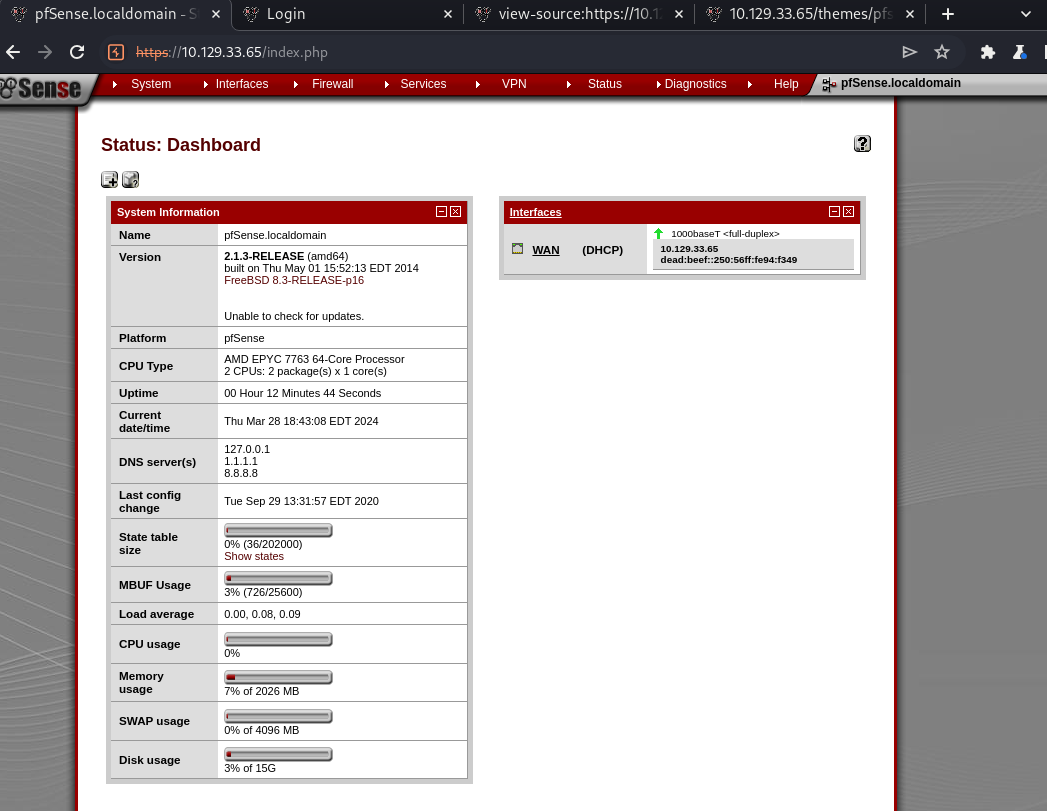 pfSense.localdomain - S
Login
view-source:https://10.12
10.129.33.65/themes/pfs
https://10.129.33.65/index.php
Sense
System
Interfaces
Firewall
Services
VPN
Status
Diagnostics
Help
pfSense.localdomain
Status: Dashboard
System Information
Name pfSense.localdomain
Version 2.1.3-RELEASE (amd64)
built on Thu May 01 15:52:13 EDT 2014
FreeBSD 8.3-RELEASE-p16
Unable to check for updates.
Platform pfSense
CPU Type AMD EPYC 7763 64-Core Processor
2 CPUs: 2 package(s) x 1 core(s)
Uptime 00 Hour 12 Minutes 44 Seconds
Current
date/time Thu Mar 28 18:43:08 EDT 2024
DNS server(s) 127.0.0.1
1.1.1.1
8.8.8.8
Last config
change Tue Sep 29 13:31:57 EDT 2020
State table
size 0% (36/202000)
Show states
MBUF Usage 3% (726/25600)
Load average 0.00, 0.08, 0.09
CPU usage 0%
Memory
usage 7% of 2026 MB
SWAP usage 0% of 4096 MB
Disk usage 3% of 15G
Interfaces
WAN (DHCP) 1000baseT <full-duplex>
10.129.33.65
dead:beef::250:56ff:fe94:f349